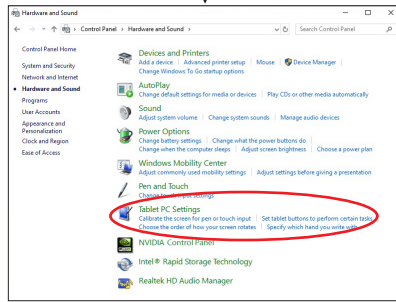 Hardware and Sound
Control Panel > Hardware and Sound >
Search Control Panel
Control Panel Home
System and Security
Network and Internet
Hardware and Sound
Programs
User Accounts
Appearance and
Personalization
Clock and Region
Ease of Access
Devices and Printers
Add a device | Advanced printer setup | Mouse | Device Manager |
Change Windows To Go startup options
AutoPlay
Change default settings for media or devices | Play CDs or other media automatically
Sound
Adjust system volume | Change system sounds | Manage audio devices
Power Options
Change battery settings | Change what the power buttons do |
Change when the computer sleeps | Adjust screen brightness | Choose a power plan
Windows Mobility Center
Adjust commonly used mobility settings | Adjust settings before giving a presentation
Pen and Touch
Change touch input settings
Tablet PC Settings
Calibrate the screen for pen or touch input | Set tablet buttons to perform certain tasks
Choose the order of how your screen rotates | Specify which hand you write with
NVIDIA Control Panel
Intel® Rapid Storage Technology
Realtek HD Audio Manager